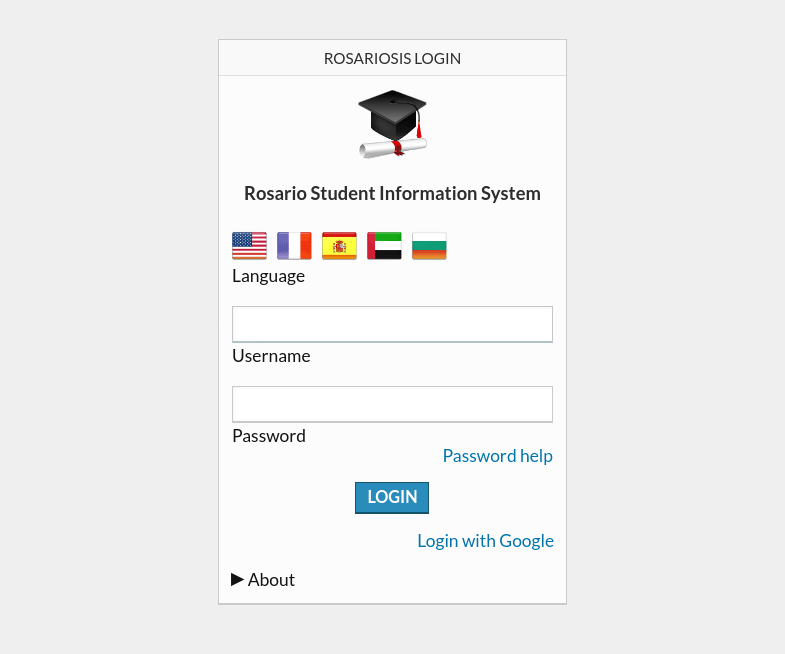 ROSARIOSIS LOGIN
Rosario Student Information System
Language
Username
Password
Password help
LOGIN
Login with Google
About